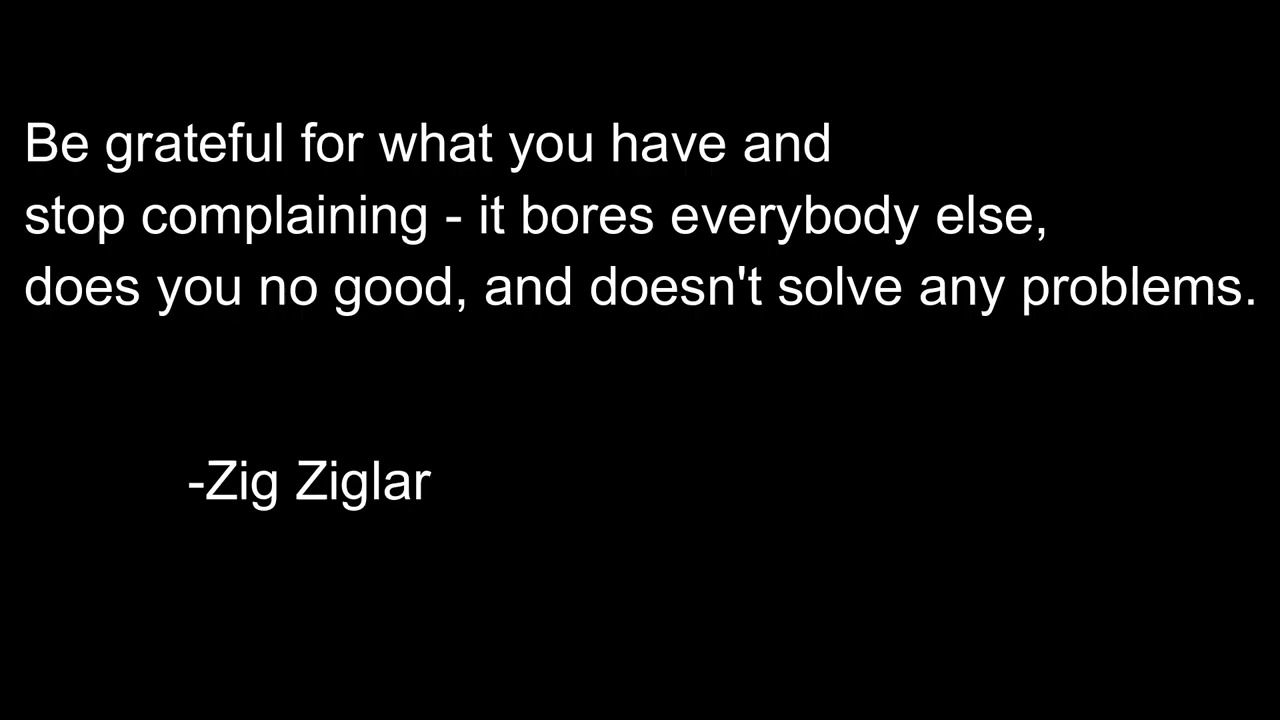 Be grateful for what you have and
stop complaining - it bores everybody else,
does you no good, and doesn't solve any problems.
-Zig Ziglar